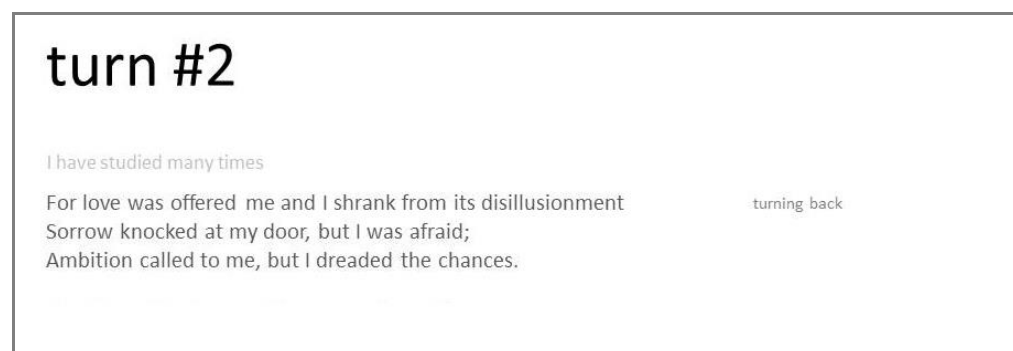 turn #2
I have studied many times
For love was offered me and I shrank from its disillusionment
turning back
Sorrow knocked at my door, but I was afraid;
Ambition called to me, but I dreaded the chances.